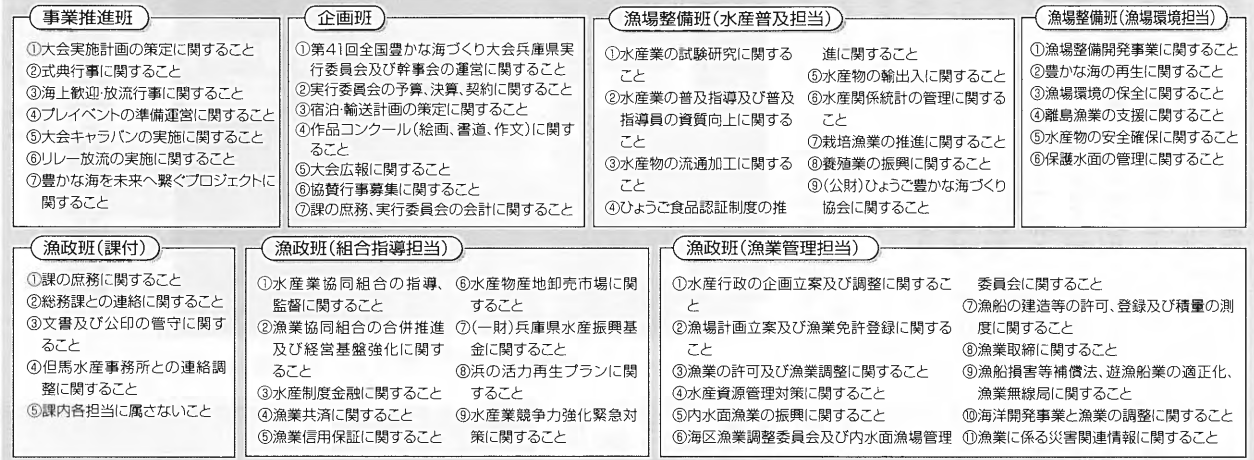 事業推進班
①大会実施計画の策定に関すること
②式典行事に関すること
③海上歓迎・放流行事に関すること
④プレイベントの準備運営に関すること
⑤大会キャラバンの実施に関すること
⑥リレー放流の実施に関すること
⑦豊かな海を未来へ繋ぐプロジェクトに
関すること
企画班
①第41回全国豊かな海づくり大会兵庫県実
行委員会及び幹事会の運営に関すること
②実行委員会の予算、決算、契約に関すること
③宿泊・輸送計画の策定に関すること
④作品コンクール(絵画、書道、作文)に関す
ること
⑤大会広報に関すること
⑥協賛行事募集に関すること
⑦課の庶務、実行委員会の会計に関すること
漁場整備班(水産普及担当)
①水産業の試験研究に関する
こと
②水産業の普及指導及び普及
指導員の資質向上に関する
こと
③水産物の流通加工に関する
こと
④ひょうご食品認証制度の推
進に関すること
⑤水産物の輸出入に関すること
⑥水産関係統計の管理に関する
こと
⑦栽培漁業の推進に関すること
⑧養殖業の振興に関すること
⑨(公財)ひょうご豊かな海づくり
協会に関すること
漁場整備班(漁場環境担当)
①漁場整備開発事業に関すること
②豊かな海の再生に関すること
③漁場環境の保全に関すること
④離島漁業の支援に関すること
⑤水産物の安全確保に関すること
⑥保護水面の管理に関すること
漁政班(課付)
①課の庶務に関すること
②総務課との連絡に関すること
③文書及び公印の管守に関す
ること
④但馬水産事務所との連絡調
整に関すること
⑤課内各担当に属さないこと
漁政班(組合指導担当)
①水産業協同組合の指導、
監督に関すること
②漁業協同組合の合併推進
及び経営基盤強化に関す
ること
③水産制度金融に関すること
④漁業共済に関すること
⑤漁業信用保証に関すること
⑥水産物産地卸売市場に関
すること
⑦(一財)兵庫県水産振興基
金に関すること
⑧浜の活力再生プランに関
すること
⑨水産業競争力強化緊急対
策に関すること
漁政班(漁業管理担当)
①水産行政の企画立案及び調整に関するこ
と
②漁場計画立案及び漁業免許登録に関する
こと
③漁業の許可及び漁業調整に関すること
④水産資源管理対策に関すること
⑤内水面漁業の振興に関すること
⑥海区漁業調整委員会及び内水面漁場管理
委員会に関すること
⑦漁船の建造等の許可、登録及び積量の測
度に関すること
⑧漁業取締に関すること
⑨漁船損害等補償法、遊漁船業の適正化、
漁業無線局に関すること
⑩海洋開発事業と漁業の調整に関すること
⑪漁業に係る災害関連情報に関すること